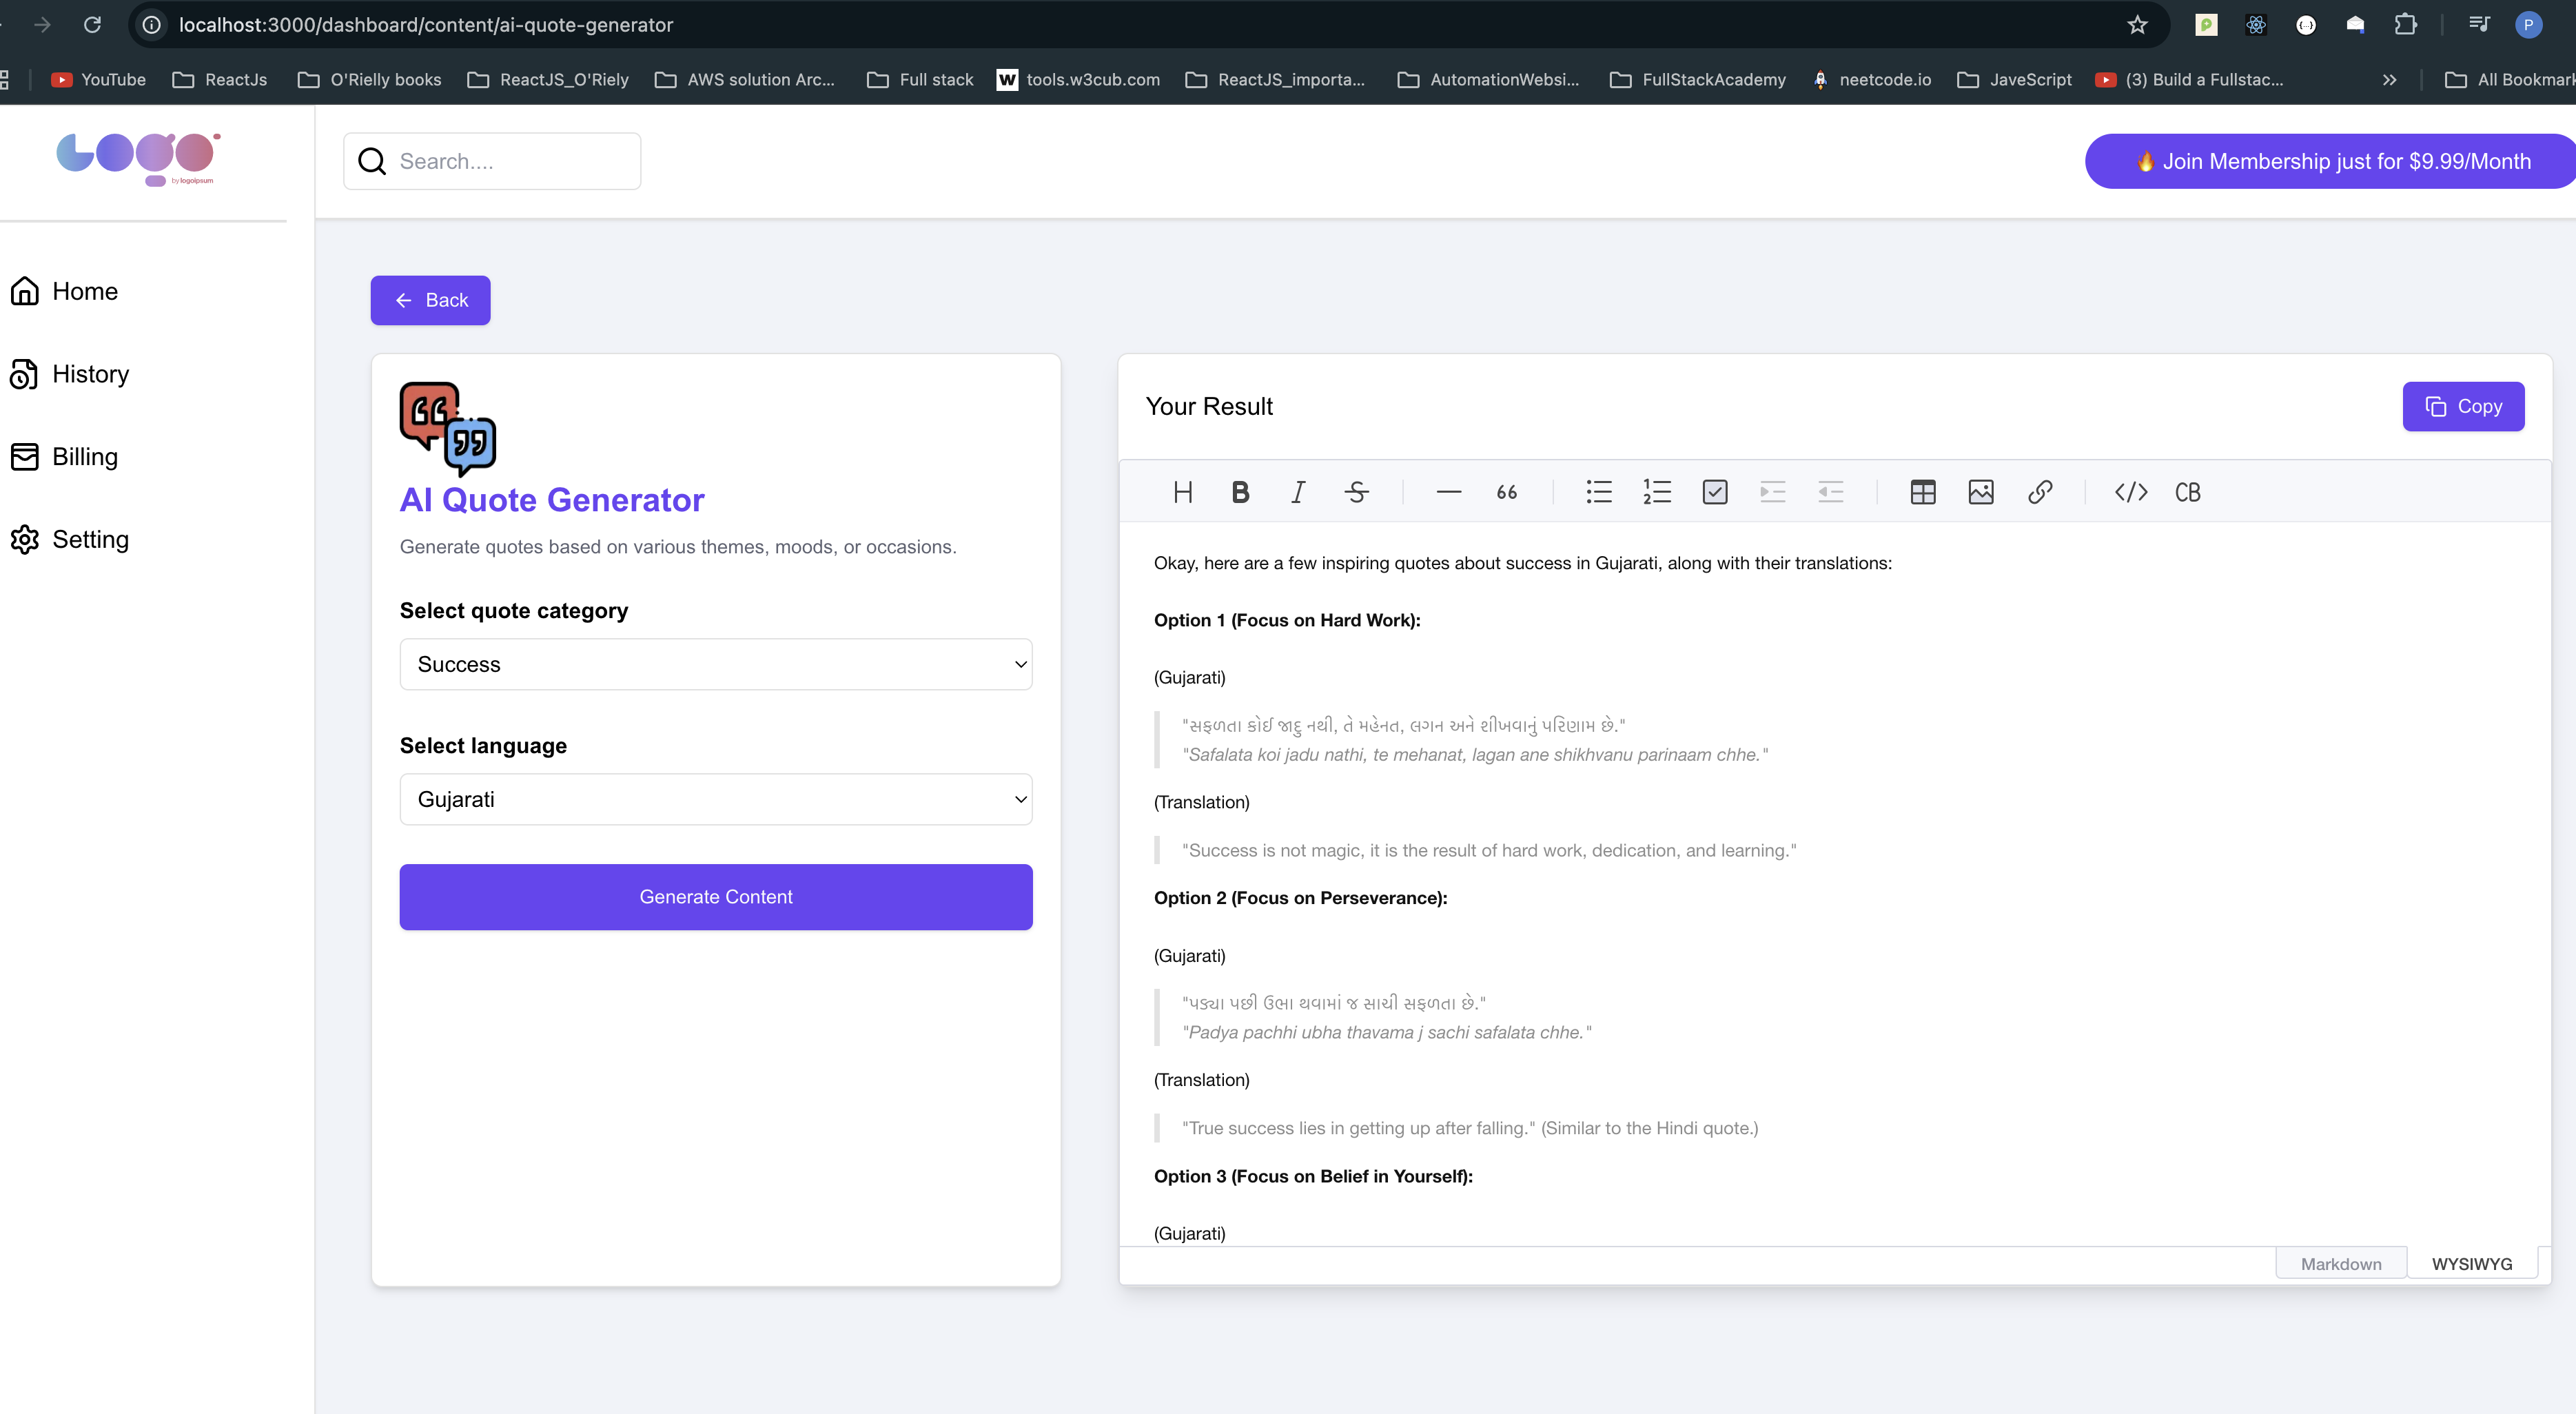 localhost:3000/dashboard/content/ai-quote-generator
P
YouTube
ReactJs
O'Rielly books
ReactJS_O'Riely
AWS solution Arc...
Full stack
W tools.w3cub.com
ReactJS_importa...
AutomationWebsi...
FullStackAcademy
neetcode.io
JaveScript
(3) Build a Fullstac...
All Bookmark
LOGO
by logoipsum
Search....
🔥 Join Membership just for $9.99/Month
Home
History
Billing
Setting
Back
AI Quote Generator
Generate quotes based on various themes, moods, or occasions.
Select quote category
Success
Select language
Gujarati
Generate Content
Your Result
Copy
H B I S — 66 </> CB
Okay, here are a few inspiring quotes about success in Gujarati, along with their translations:
Option 1 (Focus on Hard Work):
(Gujarati)
"સફળતા કોઈ જાદુ નથી, તે મહેનત, લગન અને શીખવાનું પરિણામ છે."
"Safalata koi jadu nathi, te mehanat, lagan ane shikhvanu parinaam chhe."
(Translation)
"Success is not magic, it is the result of hard work, dedication, and learning."
Option 2 (Focus on Perseverance):
(Gujarati)
"પડ્યા પછી ઉભા થવામાં જ સાચી સફળતા છે."
"Padya pachhi ubha thavama j sachi safalata chhe."
(Translation)
"True success lies in getting up after falling." (Similar to the Hindi quote.)
Option 3 (Focus on Belief in Yourself):
(Gujarati)
Markdown
WYSIWYG